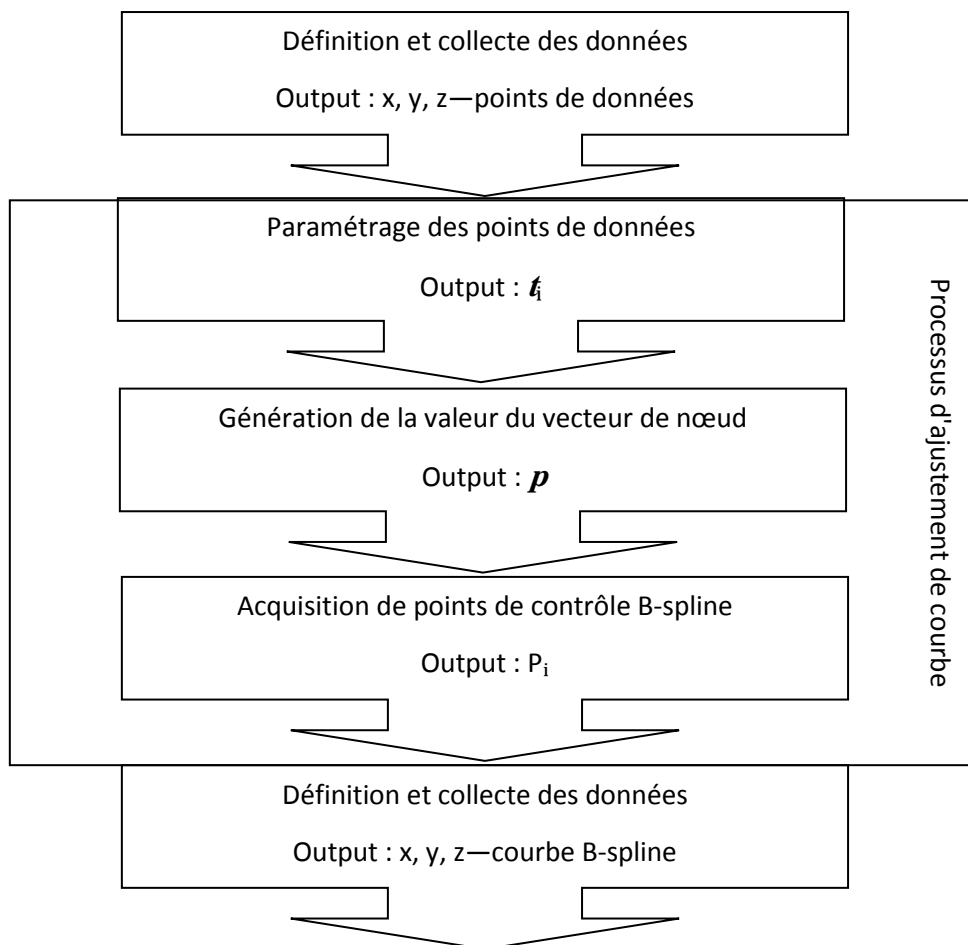 Définition et collecte des données
Output : x, y, z—points de données
Paramétrage des points de données
Output : tᵢ
Génération de la valeur du vecteur de nœud
Output : p
Acquisition de points de contrôle B-spline
Output : Pᵢ
Processus d'ajustement de courbe
Définition et collecte des données
Output : x, y, z—courbe B-spline